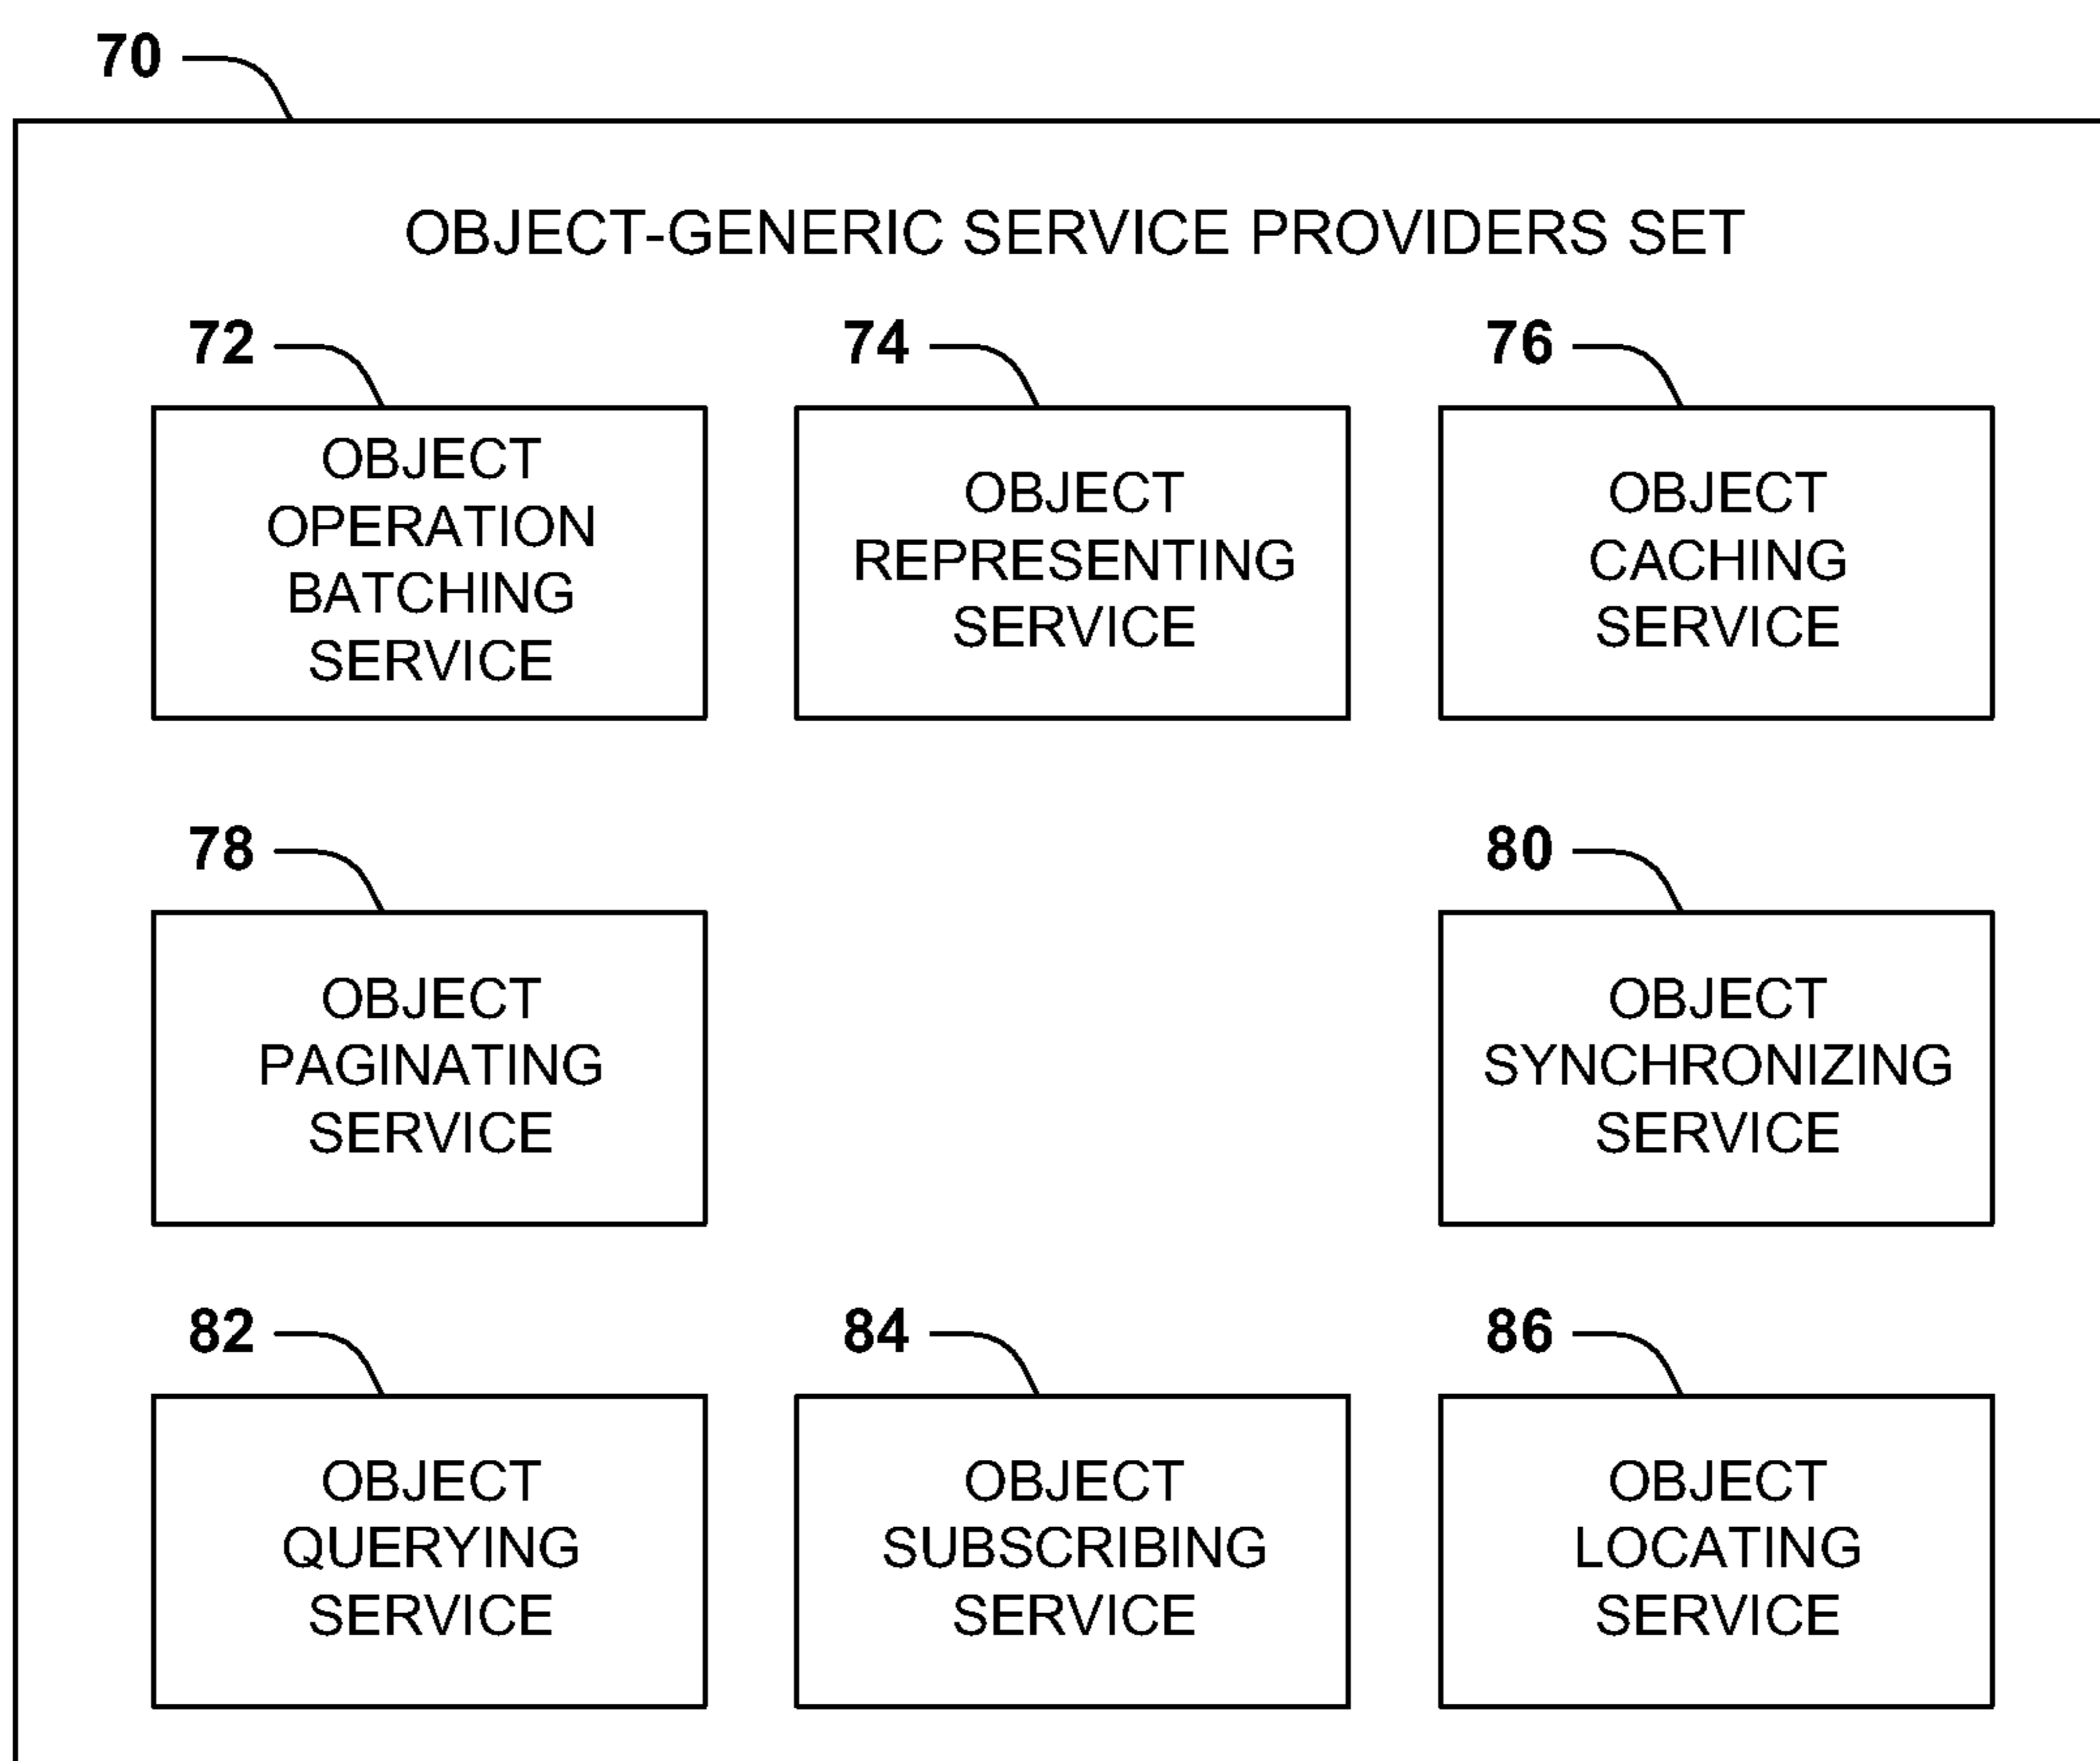 70
OBJECT-GENERIC SERVICE PROVIDERS SET
72
OBJECT
OPERATION
BATCHING
SERVICE
74
OBJECT
REPRESENTING
SERVICE
76
OBJECT
CACHING
SERVICE
78
OBJECT
PAGINATING
SERVICE
80
OBJECT
SYNCHRONIZING
SERVICE
82
OBJECT
QUERYING
SERVICE
84
OBJECT
SUBSCRIBING
SERVICE
86
OBJECT
LOCATING
SERVICE